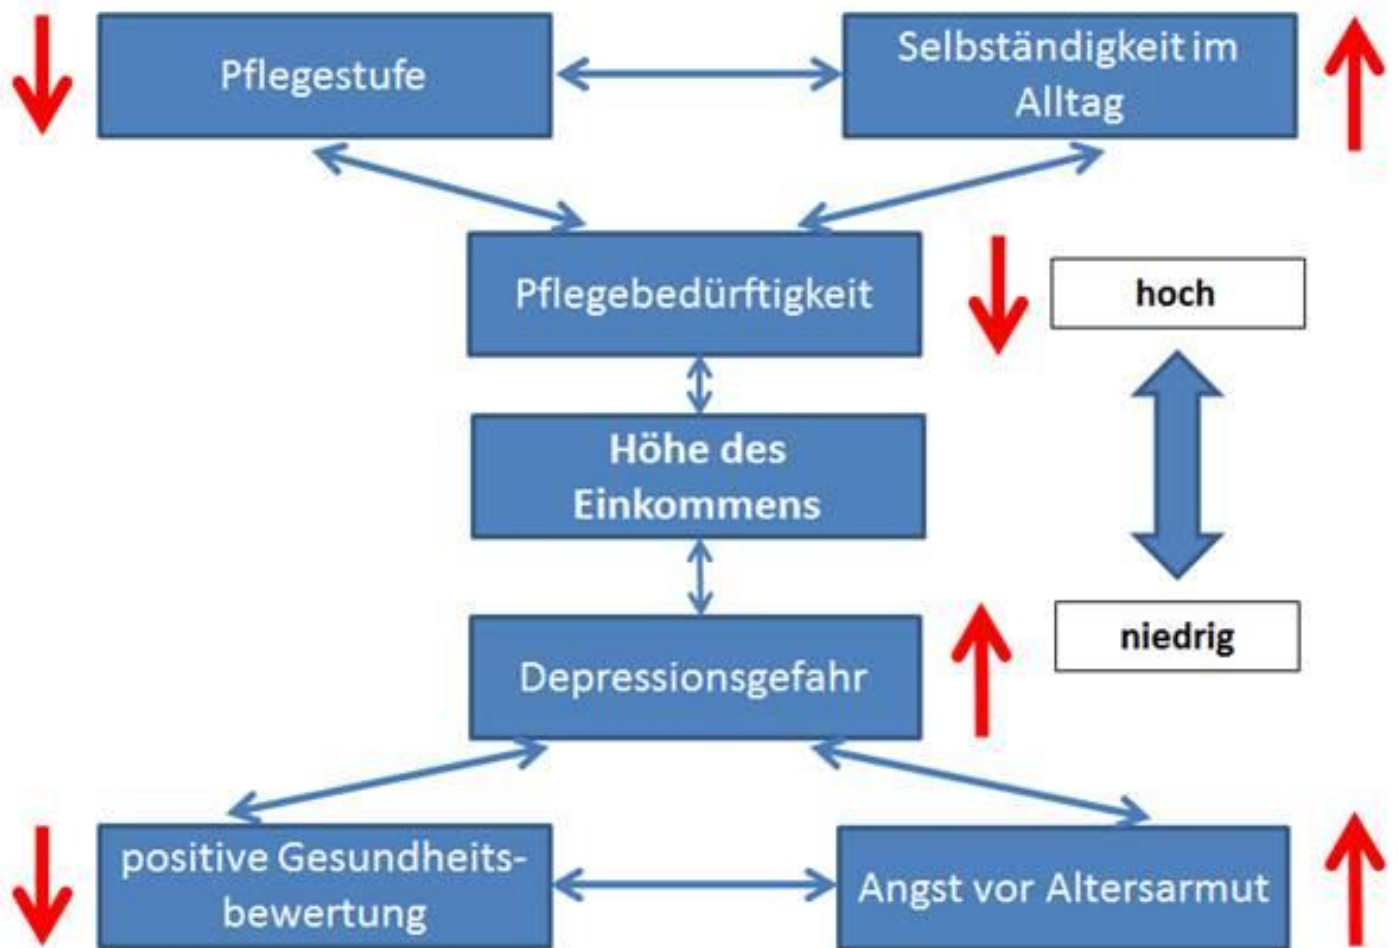 Pflegestufe
Selbständigkeit im
Alltag
Pflegebedürftigkeit
hoch
Höhe des
Einkommens
niedrig
Depressionsgefahr
positive Gesundheits-
bewertung
Angst vor Altersarmut